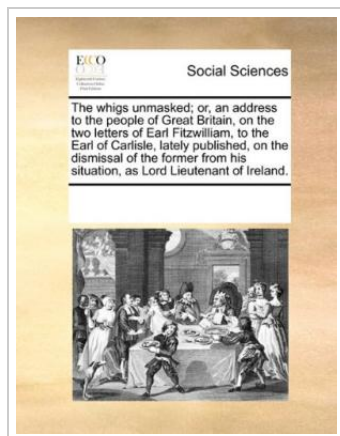 ECCO
Social Sciences
The whigs unmasked; or, an address
to the people of Great Britain, on the
two letters of Earl Fitzwilliam, to the
Earl of Carlisle, lately published, on the
dismissal of the former from his
situation, as Lord Lieutenant of Ireland.